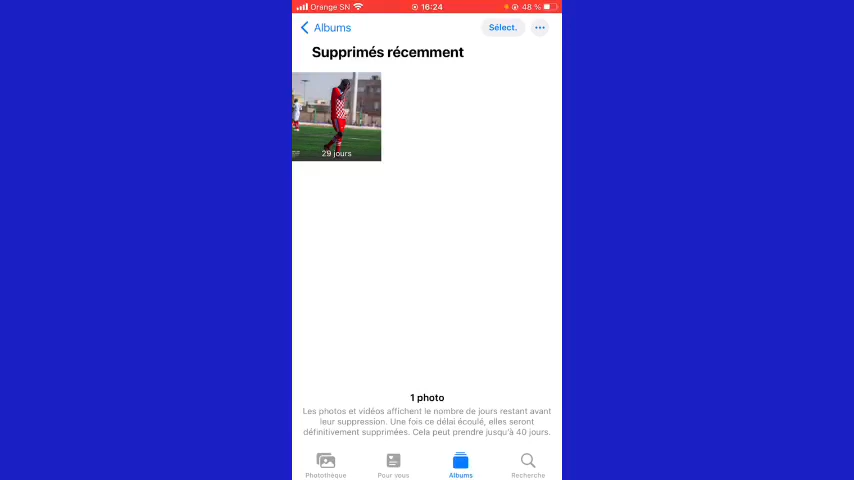 Orange SN 16:24 48 %
Albums Sélect.
Supprimés récemment
29 jours
1 photo
Les photos et vidéos affichent le nombre de jours restant avant
leur suppression. Une fois ce délai écoulé, elles seront
définitivement supprimées. Cela peut prendre jusqu'à 40 jours.
Photothèque Pour vous Albums Recherche